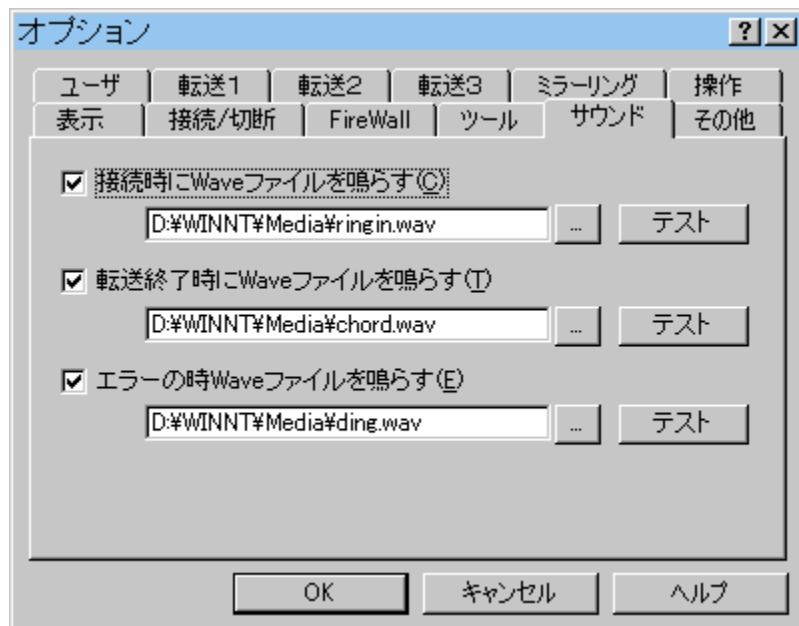 オプション
ユーザ 転送1 転送2 転送3 ミラーリング 操作
表示 接続/切断 FireWall ツール サウンド その他
接続時にWaveファイルを鳴らす(C)
D:¥WINNT¥Media¥ringin.wav ... テスト
転送終了時にWaveファイルを鳴らす(T)
D:¥WINNT¥Media¥chord.wav ... テスト
エラーの時Waveファイルを鳴らす(E)
D:¥WINNT¥Media¥ding.wav ... テスト
OK キャンセル ヘルプ